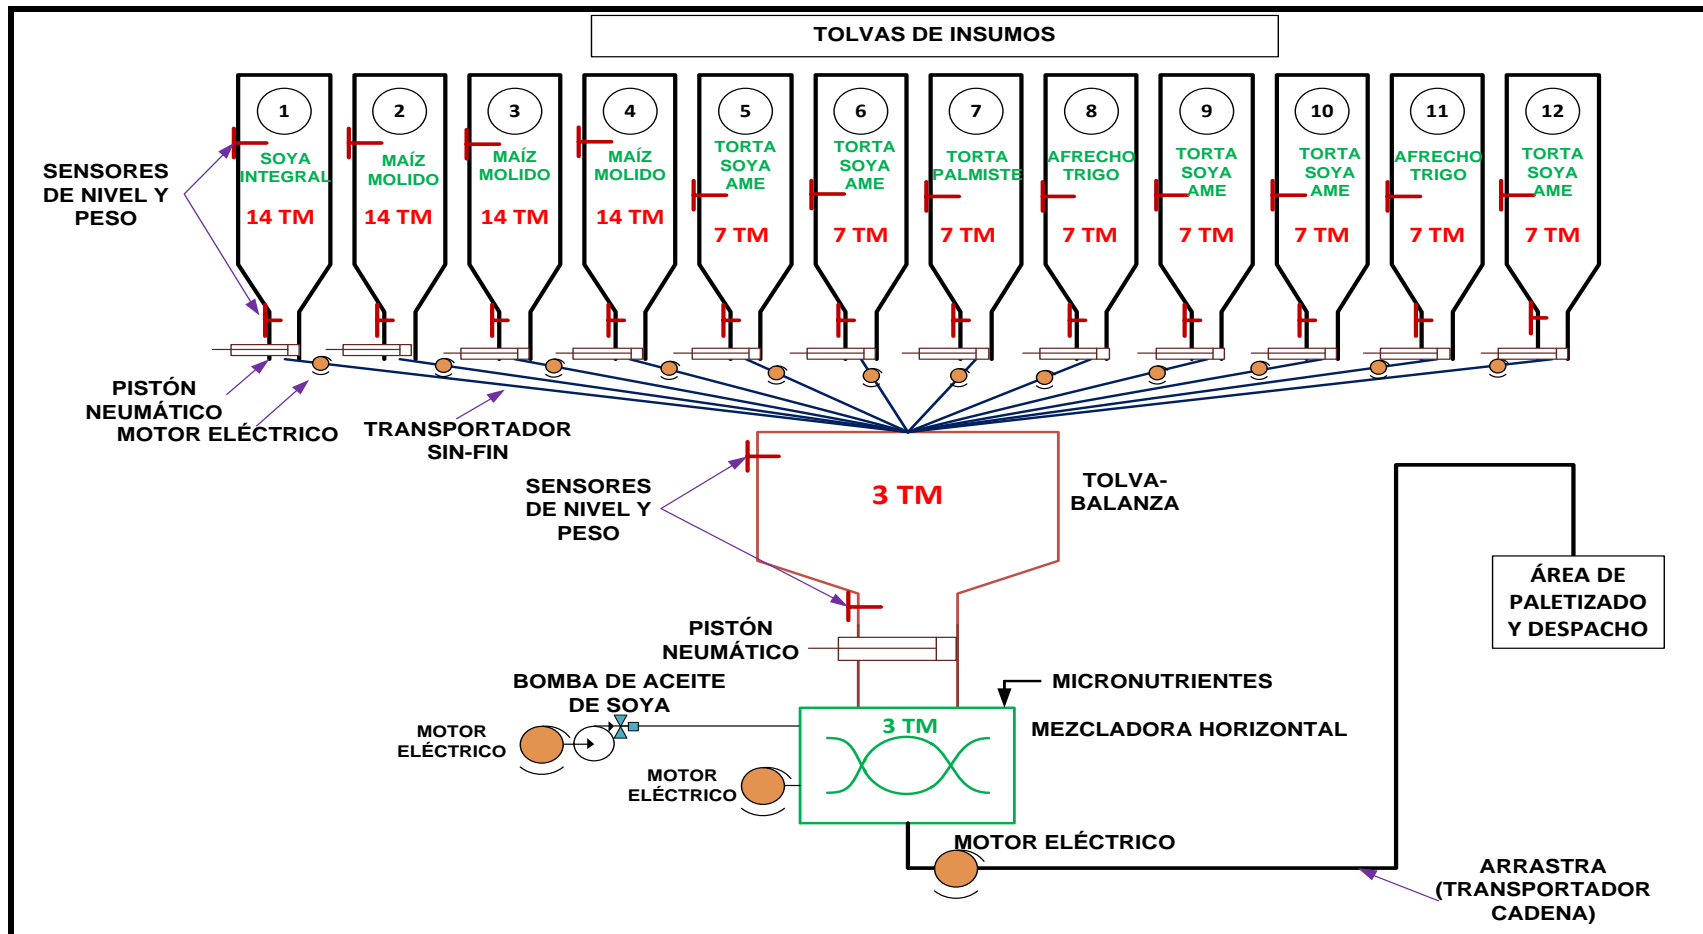 TOLVAS DE INSUMOS
1
2
3
4
5
6
7
8
9
10
11
12
SOYA
INTEGRAL
14 TM
MAÍZ
MOLIDO
14 TM
MAÍZ
MOLIDO
14 TM
MAÍZ
MOLIDO
14 TM
TORTA
SOYA
AME
7 TM
TORTA
SOYA
AME
7 TM
TORTA
PALMISTE
7 TM
AFRECHO
TRIGO
7 TM
TORTA
SOYA
AME
7 TM
TORTA
SOYA
AME
7 TM
AFRECHO
TRIGO
7 TM
TORTA
SOYA
AME
7 TM
SENSORES
DE NIVEL Y
PESO
PISTÓN
NEUMÁTICO
MOTOR ELÉCTRICO
TRANSPORTADOR
SIN-FIN
SENSORES
DE NIVEL Y
PESO
3 TM
TOLVA-
BALANZA
ÁREA DE
PALETIZADO
Y DESPACHO
PISTÓN
NEUMÁTICO
BOMBA DE ACEITE
DE SOYA
MICRONUTRIENTES
MOTOR
ELÉCTRICO
3 TM
MEZCLADORA HORIZONTAL
MOTOR
ELÉCTRICO
MOTOR ELÉCTRICO
ARRASTRA
(TRANSPORTADOR
CADENA)